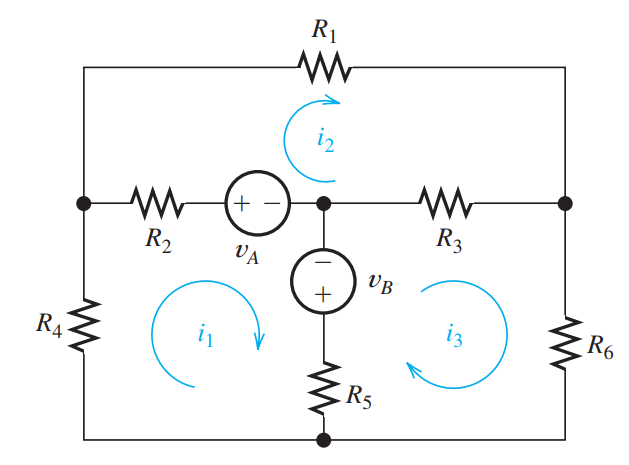 R1
i2
+ −
R2
vA
R3
−
+
vB
R4
i1
i3
R6
R5